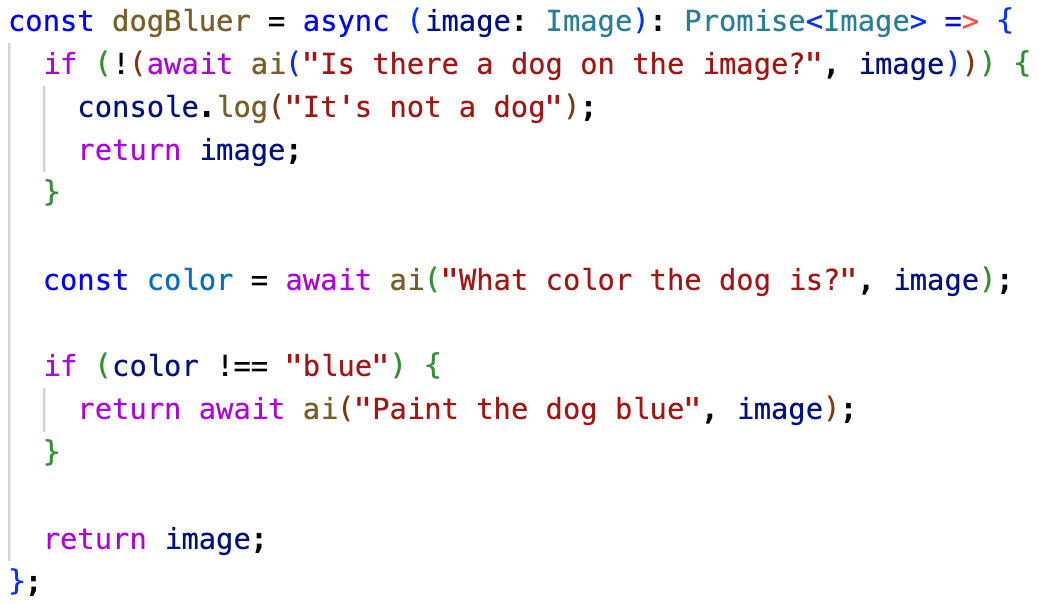 const dogBluer = async (image: Image): Promise<Image> => {
  if (!(await ai("Is there a dog on the image?", image))) {
    console.log("It's not a dog");
    return image;
  }

  const color = await ai("What color the dog is?", image);

  if (color !== "blue") {
    return await ai("Paint the dog blue", image);
  }

  return image;
};